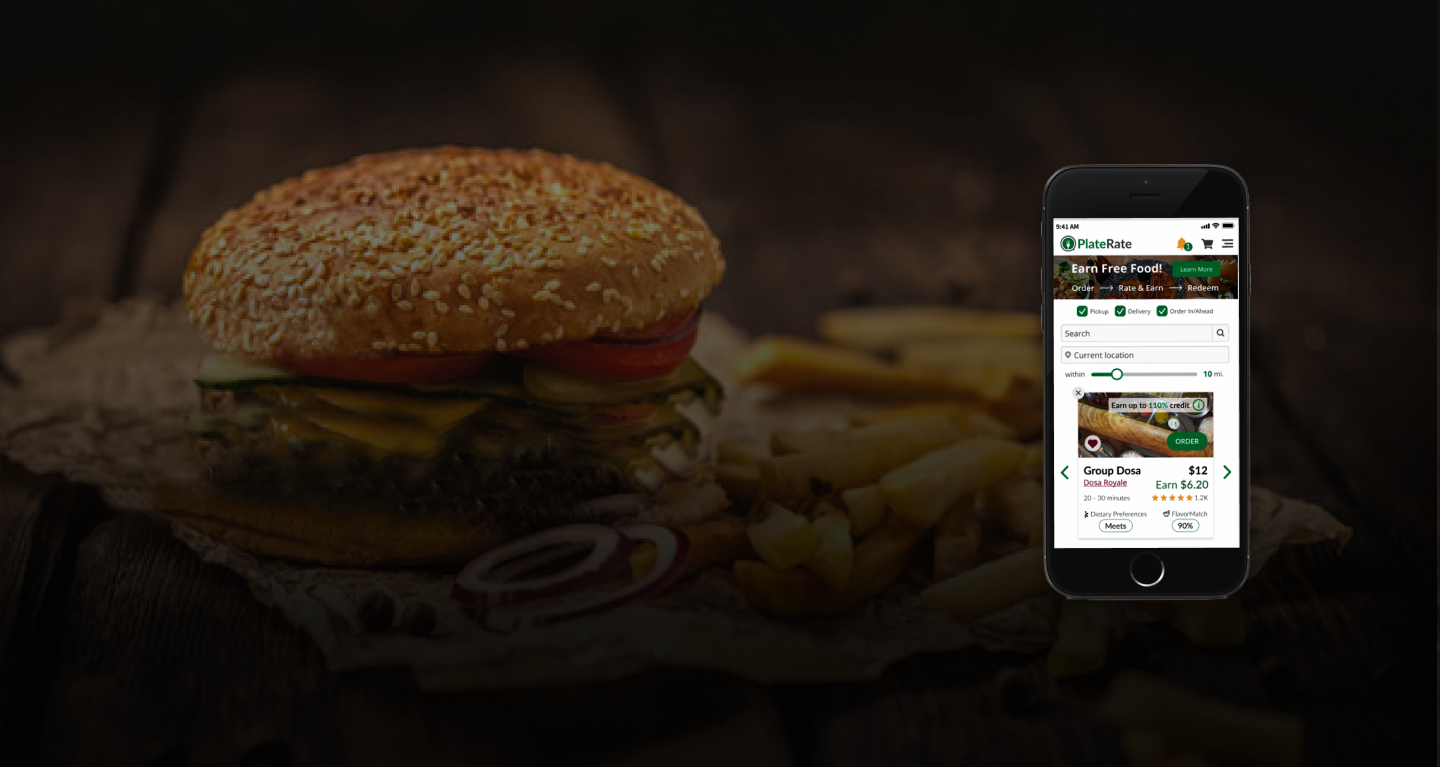 9:41 AM
PlateRate
1
Earn Free Food!
Learn More
Order → Rate & Earn → Redeem
Pickup Delivery Order In/Ahead
Search
Current location
within 10 mi.
Earn up to 110% credit i
ORDER
Group Dosa $12
Dosa Royale Earn $6.20
20 - 30 minutes 1.2K
Dietary Preferences FlavorMatch
Meets 90%